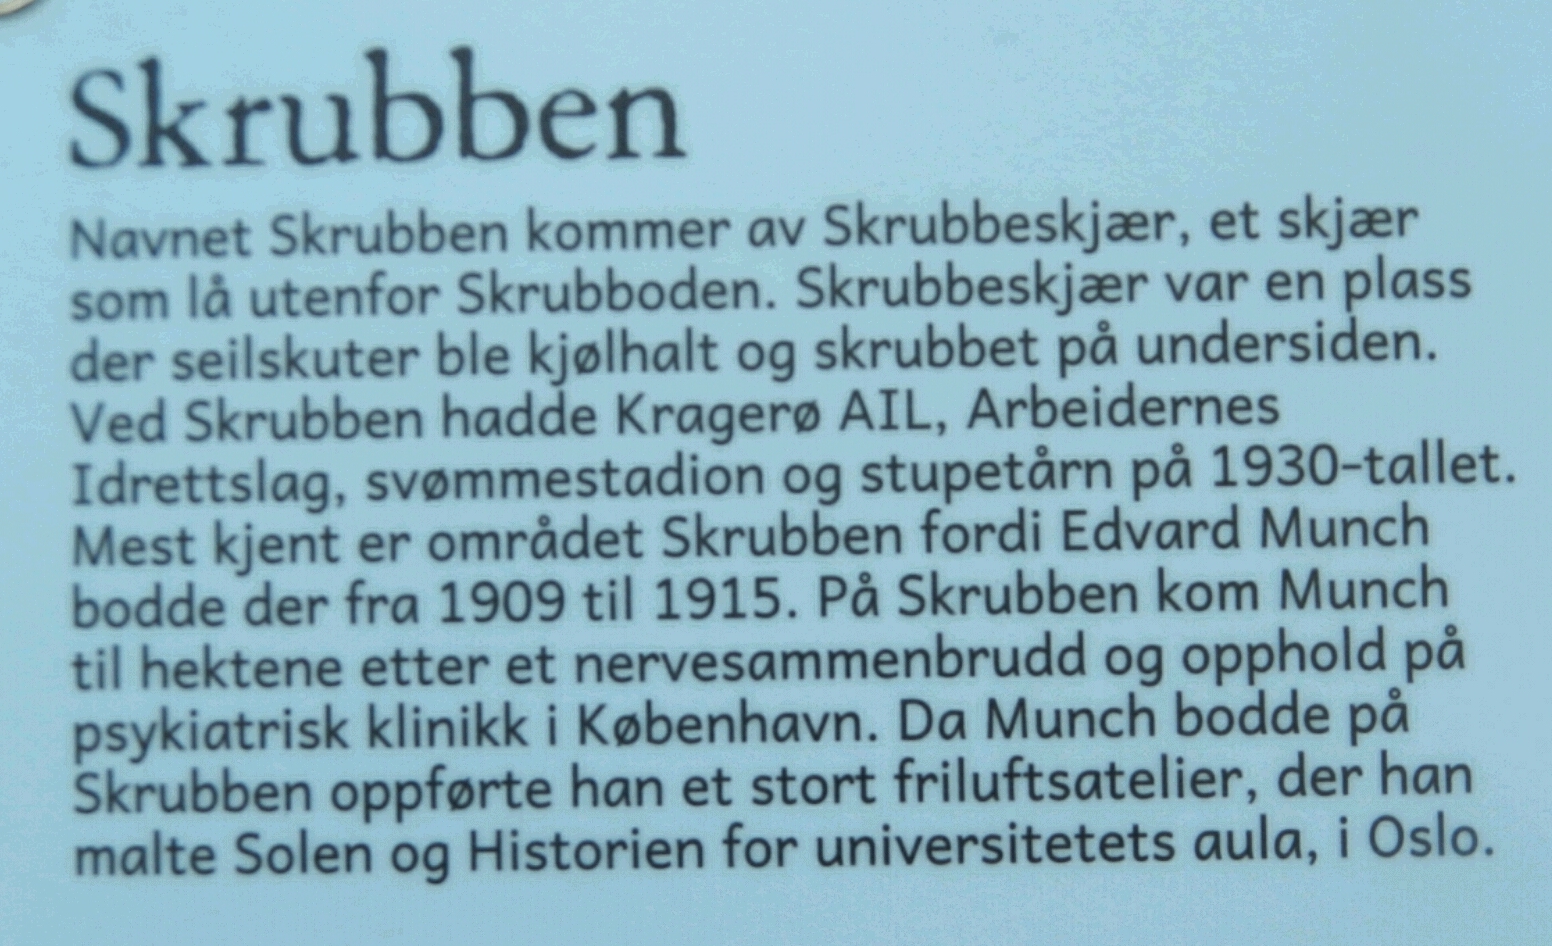 Skrubben
Navnet Skrubben kommer av Skrubbeskjær, et skjær
som lå utenfor Skrubboden. Skrubbeskjær var en plass
der seilskuter ble kjølhalt og skrubbet på undersiden.
Ved Skrubben hadde Kragerø AIL, Arbeidernes
Idrettslag, svømmestadion og stupetårn på 1930-tallet.
Mest kjent er området Skrubben fordi Edvard Munch
bodde der fra 1909 til 1915. På Skrubben kom Munch
til hektene etter et nervesammenbrudd og opphold på
psykiatrisk klinikk i København. Da Munch bodde på
Skrubben oppførte han et stort friluftsatelier, der han
malte Solen og Historien for universitetets aula, i Oslo.